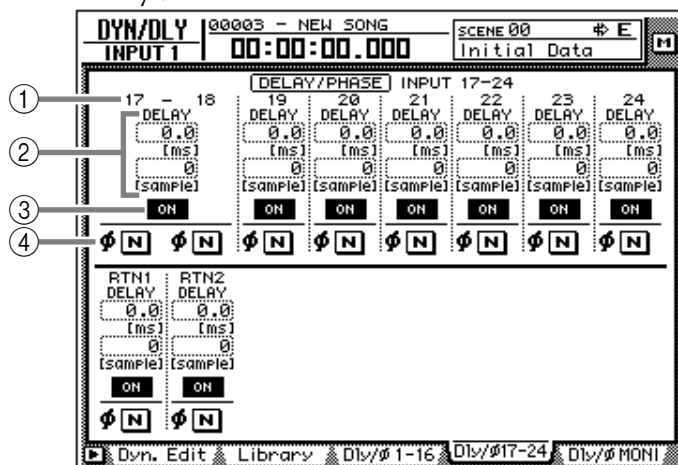 DYN/DLY
INPUT 1
00003 - NEW SONG
00:00:00.000
SCENE 00 E
Initial Data
M
DELAY/PHASE INPUT 17-24
① 17 - 18 19 20 21 22 23 24
DELAY DELAY DELAY DELAY DELAY DELAY DELAY
② 0.0 0.0 0.0 0.0 0.0 0.0 0.0
[ms] [ms] [ms] [ms] [ms] [ms] [ms]
0 0 0 0 0 0 0
[sample] [sample] [sample] [sample] [sample] [sample] [sample]
③ ON ON ON ON ON ON ON
④ φ N φ N φ N φ N φ N φ N φ N φ N
RTN1 RTN2
DELAY DELAY
0.0 0.0
[ms] [ms]
0 0
[sample] [sample]
ON ON
φ N φ N
Dyn. Edit Library Dly/φ 1-16 Dly/φ17-24 Dly/φ MONI